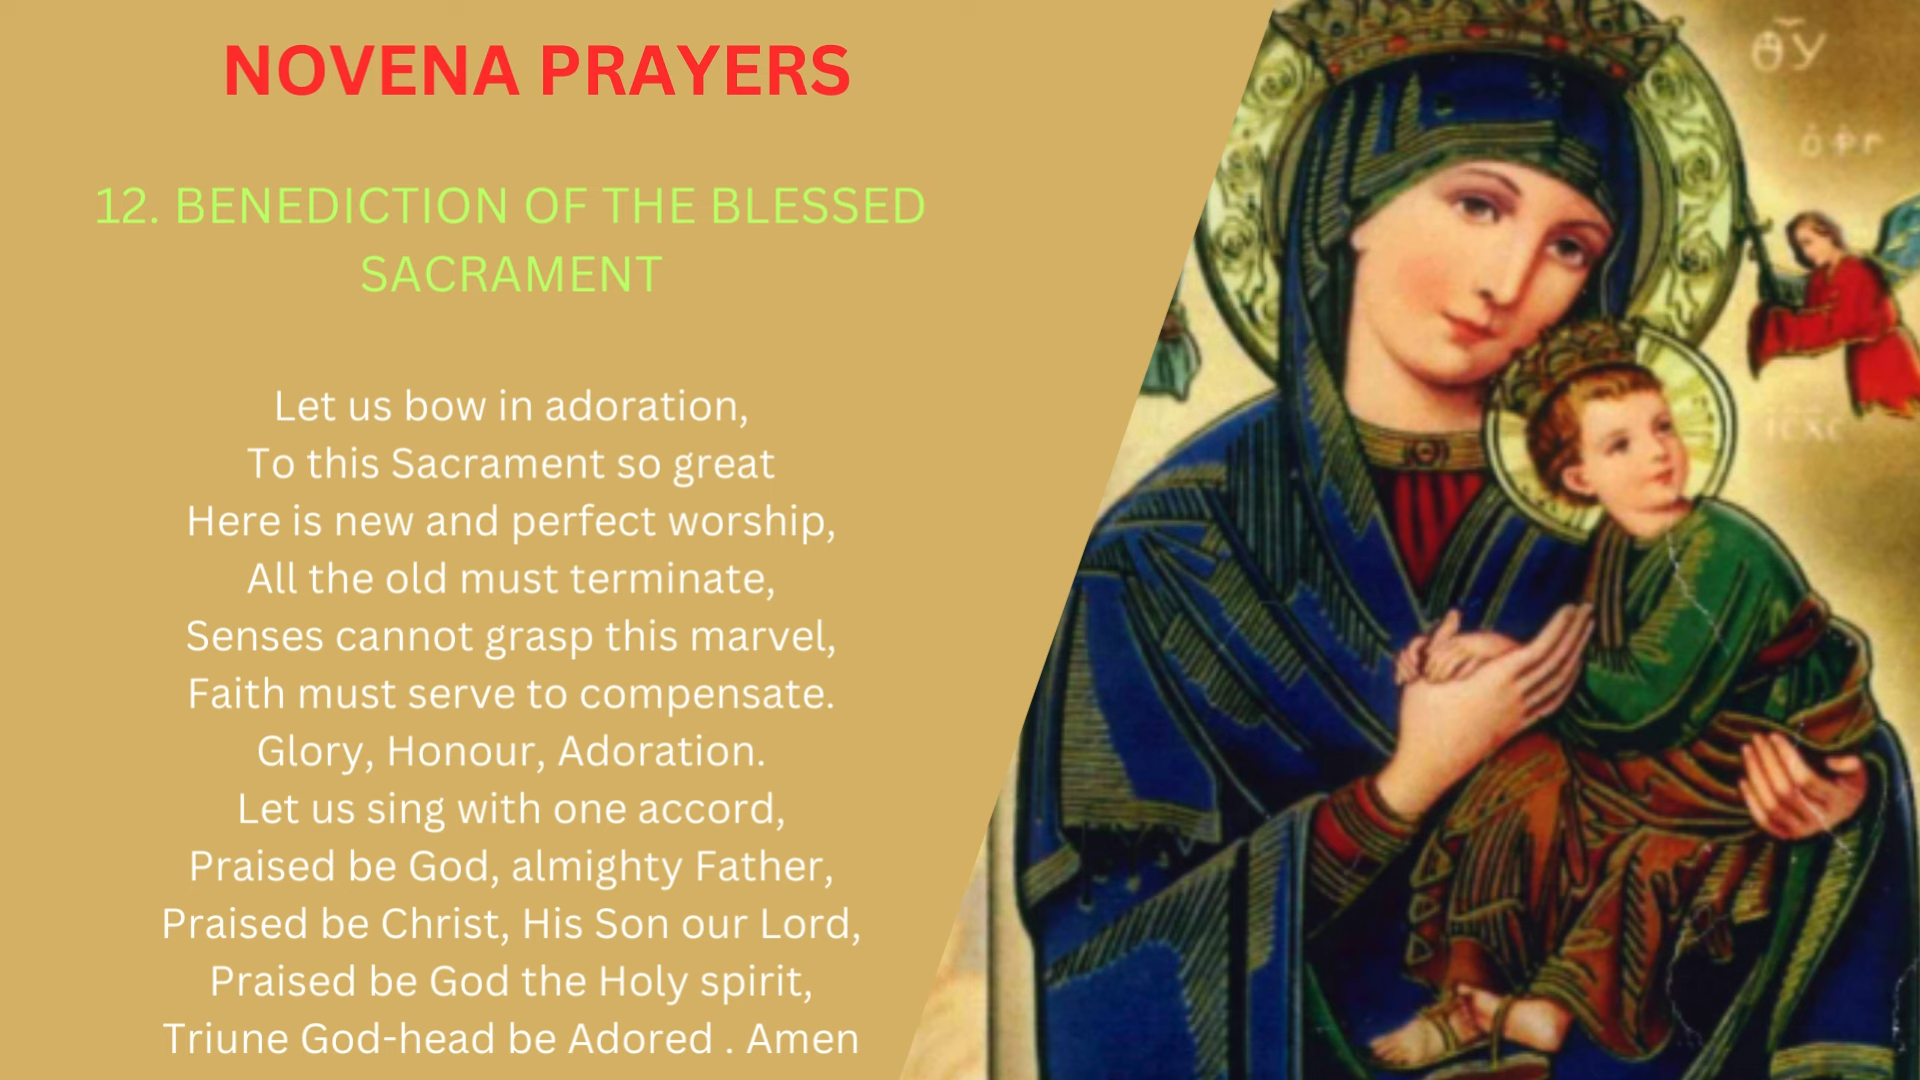 NOVENA PRAYERS
12. BENEDICTION OF THE BLESSED
SACRAMENT
Let us bow in adoration,
To this Sacrament so great
Here is new and perfect worship,
All the old must terminate,
Senses cannot grasp this marvel,
Faith must serve to compensate.
Glory, Honour, Adoration.
Let us sing with one accord,
Praised be God, almighty Father,
Praised be Christ, His Son our Lord,
Praised be God the Holy spirit,
Triune God-head be Adored . Amen